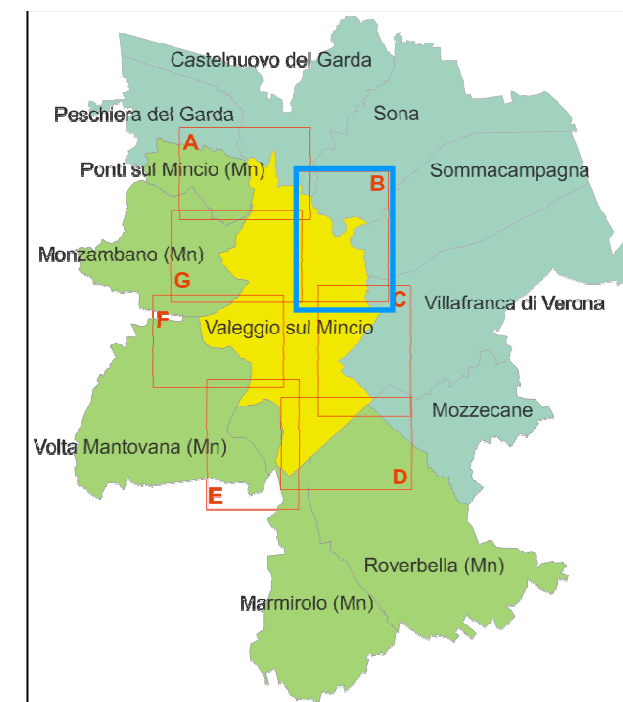 Castelnuovo del Garda
Peschiera del Garda
Sona
A
Ponti sul Mincio (Mn)
B
Sommacampagna
Monzambano (Mn)
G
C
Villafranca di Verona
F
Valeggio sul Mincio
Mozzecane
Volta Mantovana (Mn)
D
E
Roverbella (Mn)
Marmirolo (Mn)